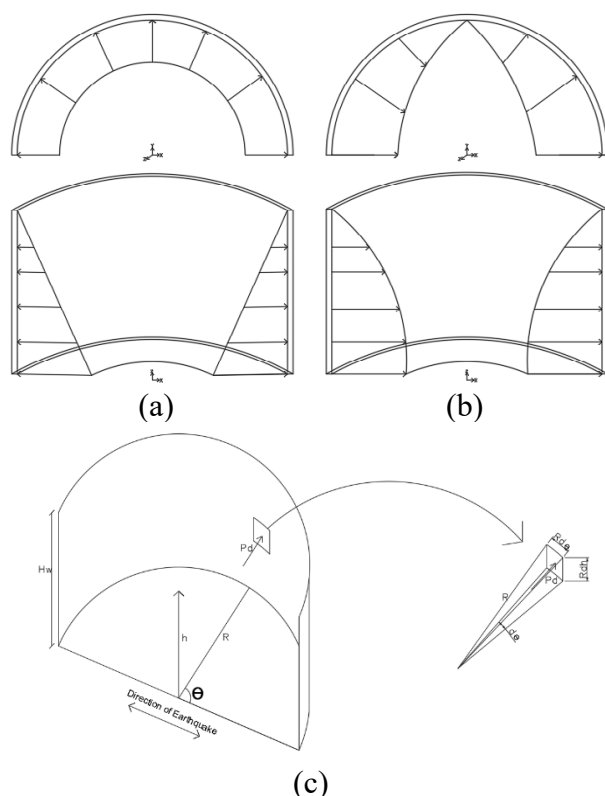 Y
Z
X
Y
Z
X
Z
X
Z
X
(a)
(b)
Hw
h
R
Θ
Direction of Earthquake
Pd
Rdθ
Rdh
R
Pd
dθ
(c)